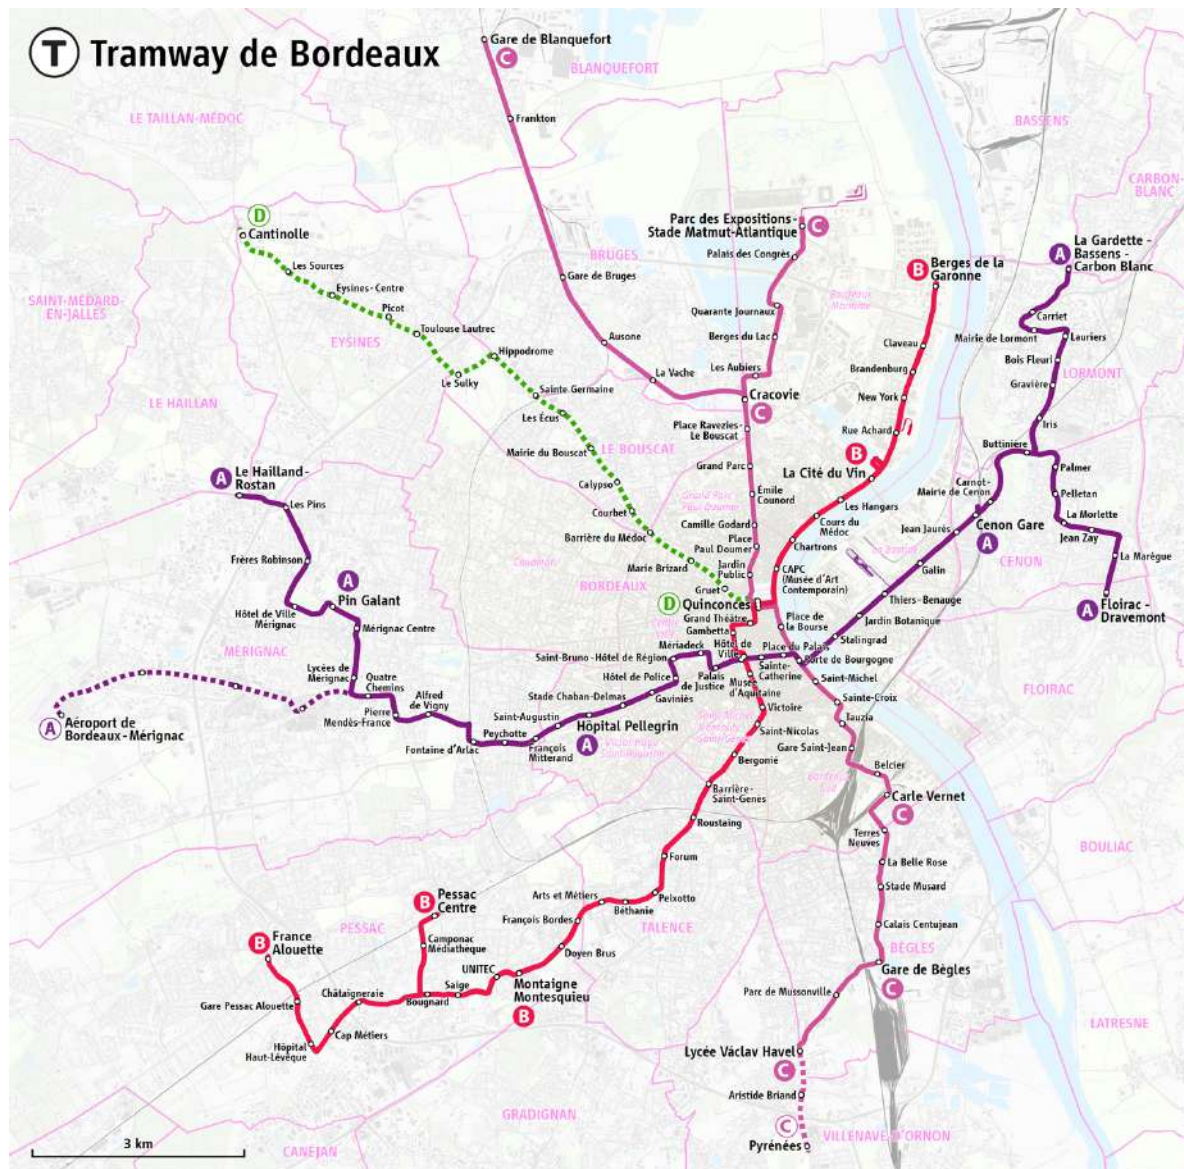 T Tramway de Bordeaux
Gare de Blanquefort
C
BLANQUEFORT
LE TAILLAN-MÉDOC
Frankton
BASSENS
CARBON-
BLANC
D
Cantinolle
Parc des Expositions -
Stade Matmut-Atlantique
C
Palais des Congrès
BRUGES
La Gardette -
Bassens -
Carbon Blanc
A
B
Berges de la
Garonne
Les Sources
Gare de Bruges
Eysines-Centre
SAINT-MÉDARD-
EN-JALLES
Picot
Quarante Journaux
Carriet
Toulouse Lautrec
EYSINES
Ausone
Berges du Lac
Claveau
Mairie de Lormont
Lauriers
Hippodrome
Bois Fleuri
Les Aubiers
Brandenburg
LORMONT
Le Sulky
La Vache
Gravière
Sainte Germaine
Cracovie
C
New York
LE HAILLAN
Les Écus
Place Ravezies-
Le Bouscat
Rue Achard
Iris
LE BOUSCAT
Mairie du Bouscat
Buttinière
B
La Cité du Vin
Grand Parc
Palmer
A
Le Hailland-
Rostan
Calypso
Émile
Counord
Carnot-
Mairie de Cenon
Pelletan
Les Pins
Courbet
Grand Parc
Paul Doumer
Les Hangars
La Morlette
Camille Godard
Cours du
Médoc
Jean Jaurès
Cenon Gare
A
Jean Zay
Barrière du Médoc
Place
Paul Doumer
Chartrons
La Bastide
La Marègue
Frères Robinson
Caudéran
Marie Brizard
Jardin
Public
CAPC
(Musée d'Art
Contemporain)
Galin
CENON
BORDEAUX
Gruet
A
Pin Galant
D
Quinconces
Thiers-Benauge
A
Floirac -
Dravemont
Hôtel de Ville
Mérignac
Grand Théâtre
Place de
la Bourse
Jardin Botanique
Mérignac Centre
Gambetta
Stalingrad
Mériadeck
Hôtel de
Ville
Place du Palais
MÉRIGNAC
Saint-Bruno-Hôtel de Région
Porte de Bourgogne
Lycées de
Mérignac
Quatre
Chemins
Hôtel de Police
Palais
de Justice
Sainte-
Catherine
Saint-Michel
Musée
d'Aquitaine
FLOIRAC
Stade Chaban-Delmas
Gaviniès
Sainte-Croix
Alfred
de Vigny
Victoire
A
Aéroport de
Bordeaux-Mérignac
Pierre
Mendès-France
Saint-Augustin
Hôpital Pellegrin
A
Tauzia
Saint-Nicolas
Peychotte
Gare Saint-Jean
Fontaine d'Arlac
François
Mitterand
Bergonié
Belcier
Barrière-
Saint-Genès
Carle Vernet
C
Roustaing
Terres
Neuves
BOULIAC
Forum
La Belle Rose
B
Pessac
Centre
Arts et Métiers
Peixotto
Stade Musard
Béthanie
François Bordes
PESSAC
TALENCE
Calais Centujean
B
France
Alouette
Camponac
Médiathèque
Doyen Brus
BÈGLES
UNITEC
Gare de Bègles
C
Montaigne
Montesquieu
B
Saige
Châtaigneraie
Bougnard
Parc de Mussonville
Gare Pessac Alouette
LATRESNE
Cap Métiers
Hôpital
Haut-Lévêque
Lycée Václav Havel
C
Aristide Briand
GRADIGNAN
C
VILLENAVE D'ORNON
Pyrénées
3 km
CANÉJAN